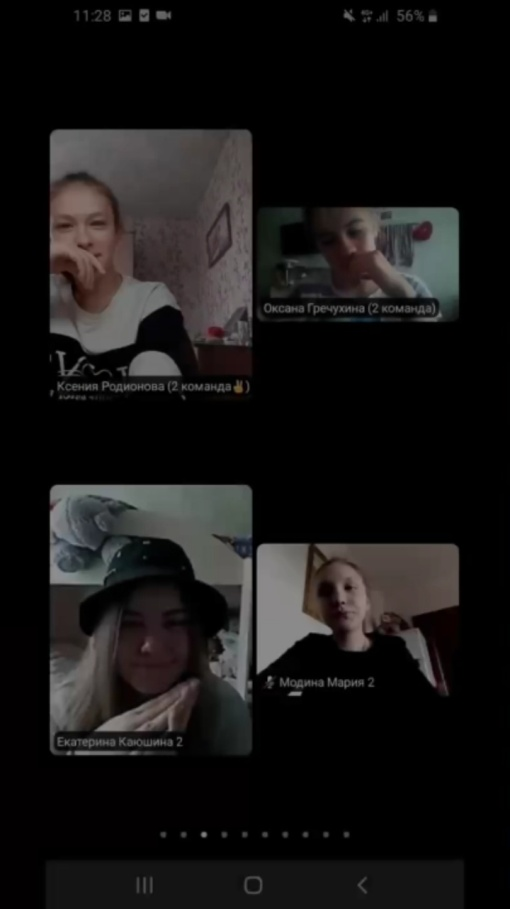 11:28
56%
Ксения Родионова (2 команда✌)
Оксана Гречухина (2 команда)
Екатерина Каюшина 2
Модина Мария 2